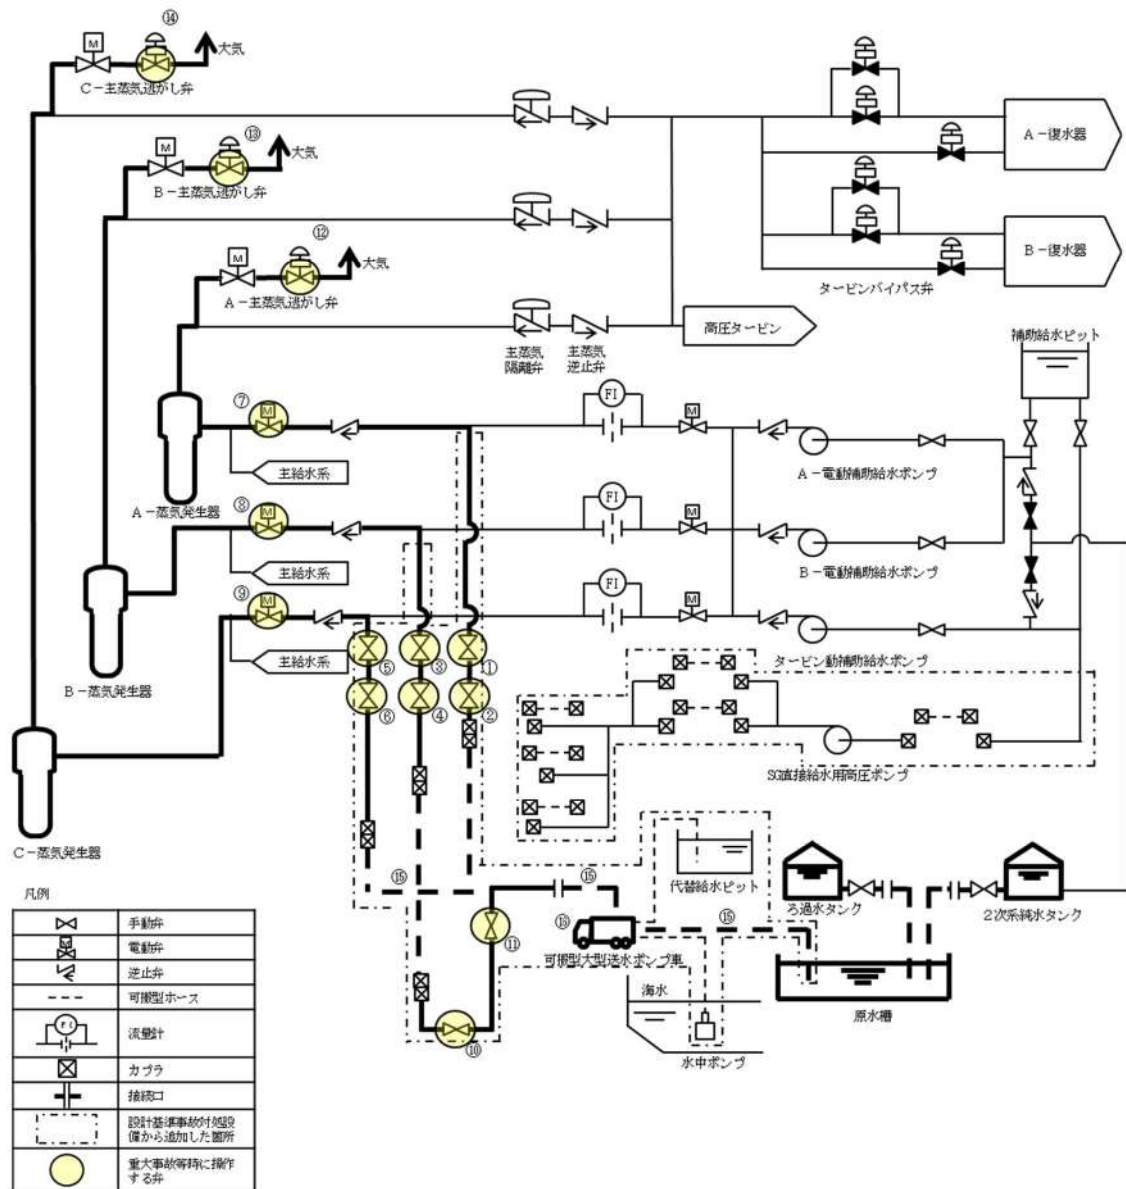 ⑭
M
大気
C－主蒸気逃がし弁
⑬
M
大気
B－主蒸気逃がし弁
⑫
M
大気
A－主蒸気逃がし弁
A－復水器
B－復水器
タービンバイパス弁
高圧タービン
主蒸気
隔離弁
主蒸気
逆止弁
補助給水ピット
⑦
M
FI
M
主給水系
A－電動補助給水ポンプ
A－蒸気発生器
⑧
M
FI
M
主給水系
B－電動補助給水ポンプ
⑨
M
FI
M
主給水系
タービン動補助給水ポンプ
B－蒸気発生器
⑤
③
①
⑥
④
②
SG直接給水用高圧ポンプ
C－蒸気発生器
⑮
⑮
代替給水ピット
⑮
ろ過水タンク
2次系純水タンク
⑪
⑯
可搬型大型送水ポンプ車
海水
原水槽
⑩
水中ポンプ
凡例
手動弁
M
電動弁
逆止弁
可搬型ホース
FI
流量計
カプラ
接続口
設計基準事故対処設
備から追加した箇所
重大事故等時に操作
する弁